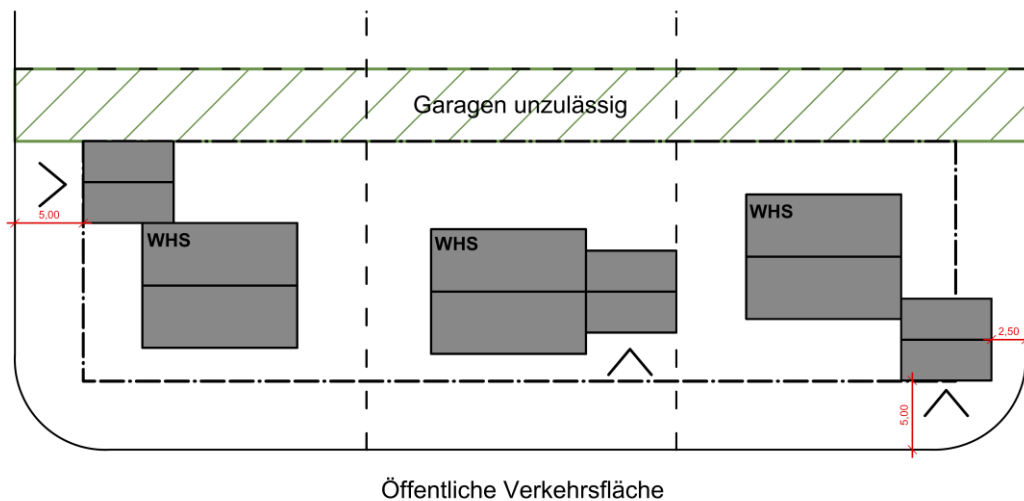 Garagen unzulässig
5,00
WHS
WHS
WHS
2,50
5,00
Öffentliche Verkehrsfläche